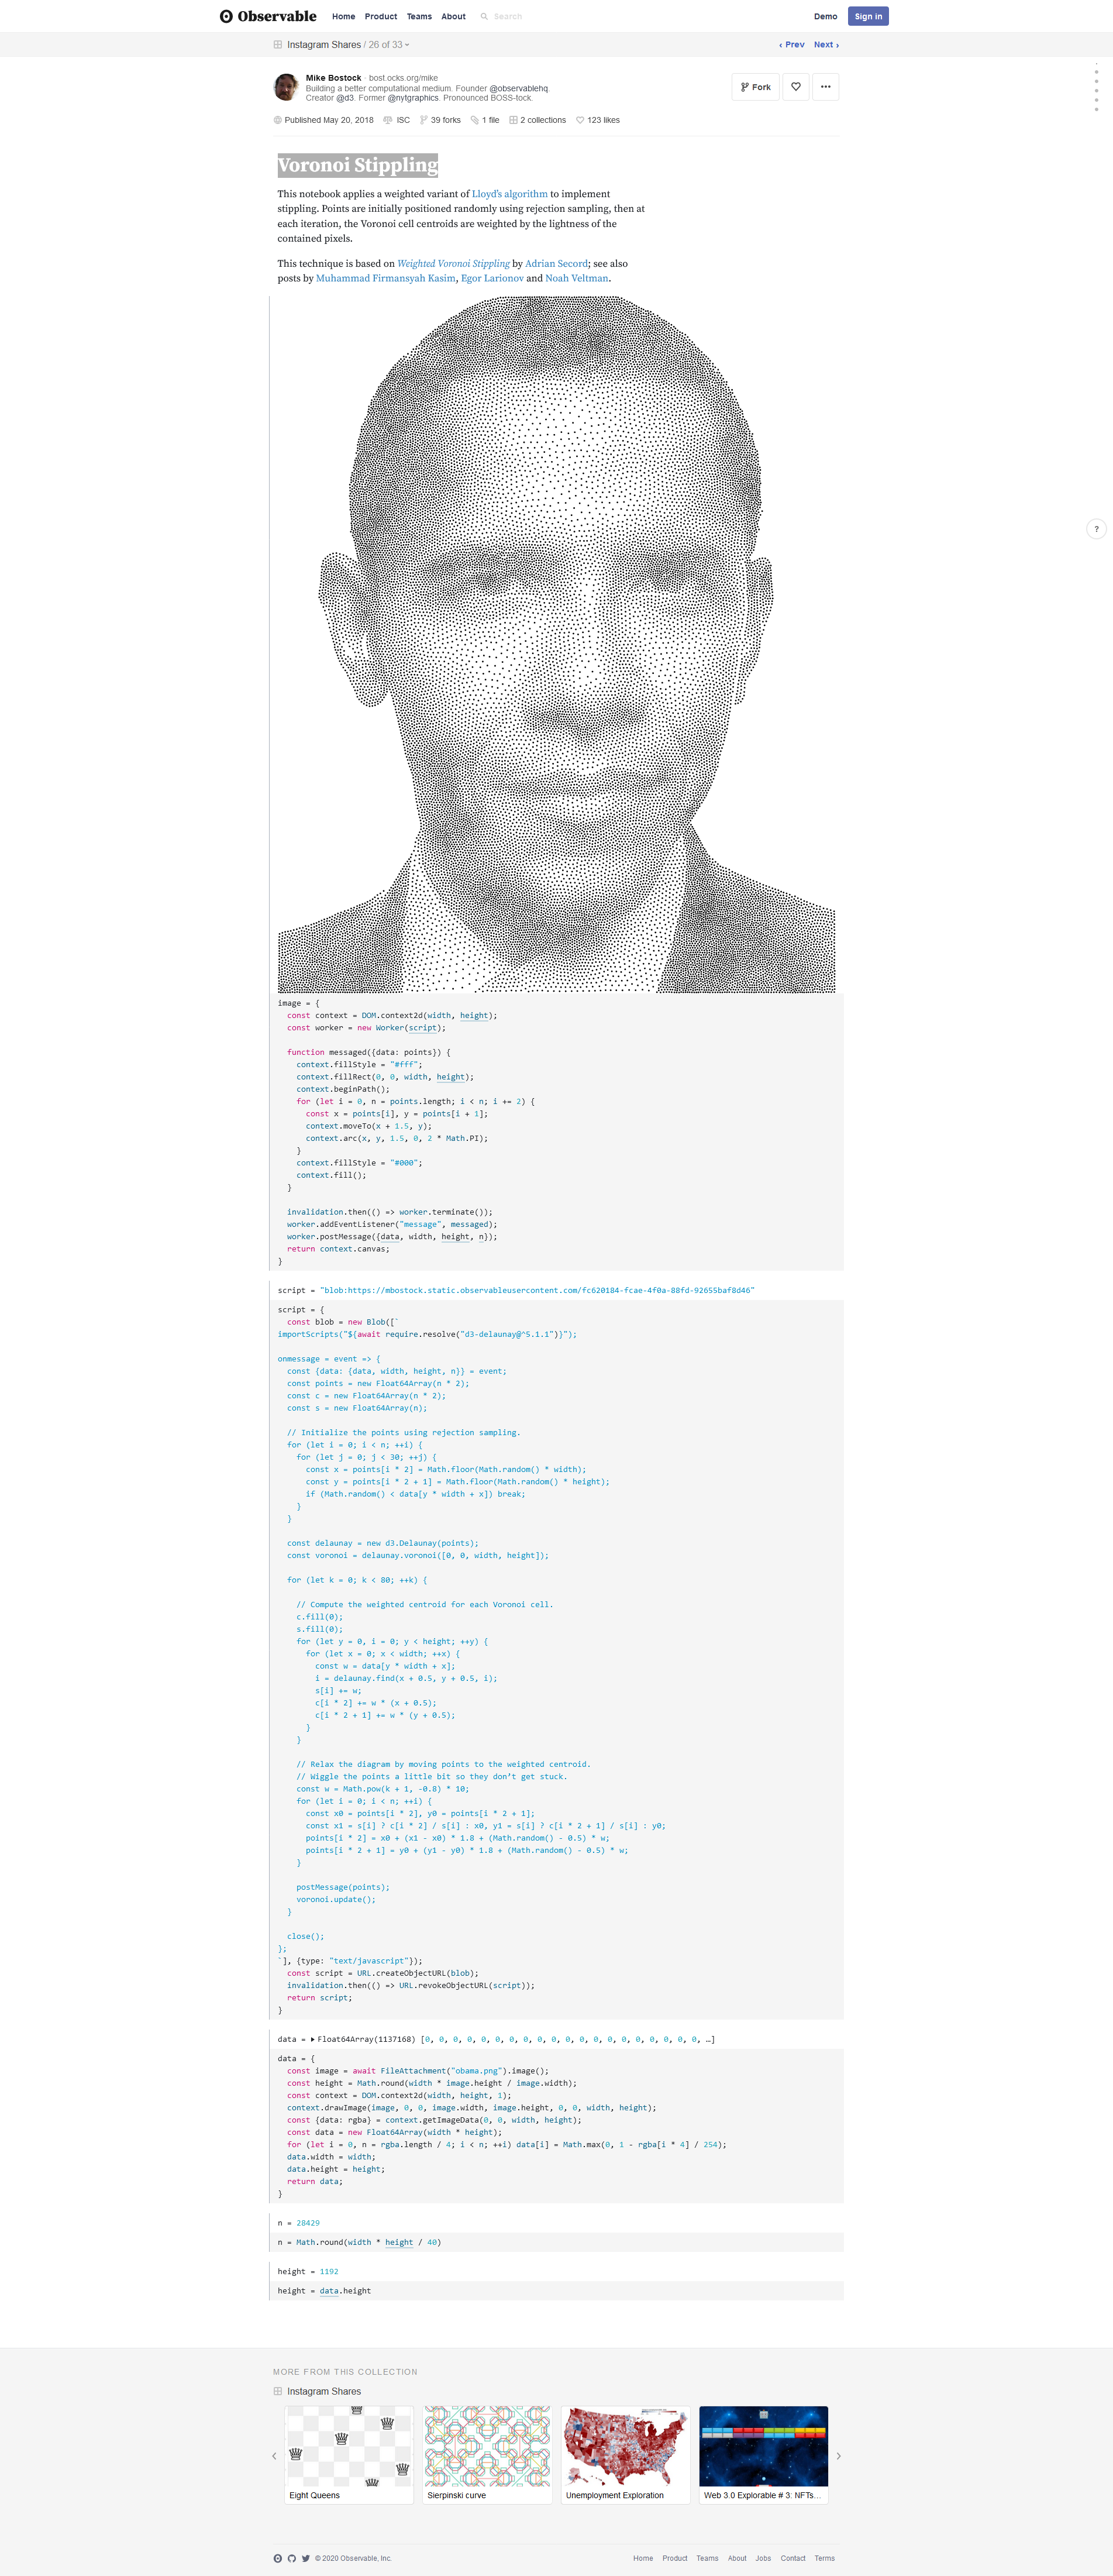 Observable Home Product Teams About Search Demo Sign in
Instagram Shares / 26 of 33 ‹ Prev Next ›
Mike Bostock · bost.ocks.org/mike
Building a better computational medium. Founder @observablehq.
Creator @d3. Former @nytgraphics. Pronounced BOSS-tock.
Fork
Published May 20, 2018 ISC 39 forks 1 file 2 collections 123 likes
Voronoi Stippling
This notebook applies a weighted variant of Lloyd's algorithm to implement
stippling. Points are initially positioned randomly using rejection sampling, then at
each iteration, the Voronoi cell centroids are weighted by the lightness of the
contained pixels.
This technique is based on Weighted Voronoi Stippling by Adrian Secord; see also
posts by Muhammad Firmansyah Kasim, Egor Larionov and Noah Veltman.
?
image = {
  const context = DOM.context2d(width, height);
  const worker = new Worker(script);
  function messaged({data: points}) {
    context.fillStyle = "#fff";
    context.fillRect(0, 0, width, height);
    context.beginPath();
    for (let i = 0, n = points.length; i < n; i += 2) {
      const x = points[i], y = points[i + 1];
      context.moveTo(x + 1.5, y);
      context.arc(x, y, 1.5, 0, 2 * Math.PI);
    }
    context.fillStyle = "#000";
    context.fill();
  }
  invalidation.then(() => worker.terminate());
  worker.addEventListener("message", messaged);
  worker.postMessage({data, width, height, n});
  return context.canvas;
}
script = "blob:https://mbostock.static.observableusercontent.com/fc620184-fcae-4f0a-88fd-92655baf8d46"
script = {
  const blob = new Blob([`
importScripts("${await require.resolve("d3-delaunay@^5.1.1")}");
onmessage = event => {
  const {data: {data, width, height, n}} = event;
  const points = new Float64Array(n * 2);
  const c = new Float64Array(n * 2);
  const s = new Float64Array(n);
  // Initialize the points using rejection sampling.
  for (let i = 0; i < n; ++i) {
    for (let j = 0; j < 30; ++j) {
      const x = points[i * 2] = Math.floor(Math.random() * width);
      const y = points[i * 2 + 1] = Math.floor(Math.random() * height);
      if (Math.random() < data[y * width + x]) break;
    }
  }
  const delaunay = new d3.Delaunay(points);
  const voronoi = delaunay.voronoi([0, 0, width, height]);
  for (let k = 0; k < 80; ++k) {
    // Compute the weighted centroid for each Voronoi cell.
    c.fill(0);
    s.fill(0);
    for (let y = 0, i = 0; y < height; ++y) {
      for (let x = 0; x < width; ++x) {
        const w = data[y * width + x];
        i = delaunay.find(x + 0.5, y + 0.5, i);
        s[i] += w;
        c[i * 2] += w * (x + 0.5);
        c[i * 2 + 1] += w * (y + 0.5);
      }
    }
    // Relax the diagram by moving points to the weighted centroid.
    // Wiggle the points a little bit so they don’t get stuck.
    const w = Math.pow(k + 1, -0.8) * 10;
    for (let i = 0; i < n; ++i) {
      const x0 = points[i * 2], y0 = points[i * 2 + 1];
      const x1 = s[i] ? c[i * 2] / s[i] : x0, y1 = s[i] ? c[i * 2 + 1] / s[i] : y0;
      points[i * 2] = x0 + (x1 - x0) * 1.8 + (Math.random() - 0.5) * w;
      points[i * 2 + 1] = y0 + (y1 - y0) * 1.8 + (Math.random() - 0.5) * w;
    }
    postMessage(points);
    voronoi.update();
  }
  close();
};
`], {type: "text/javascript"});
  const script = URL.createObjectURL(blob);
  invalidation.then(() => URL.revokeObjectURL(script));
  return script;
}
data = ▸Float64Array(1137168) [0, 0, 0, 0, 0, 0, 0, 0, 0, 0, 0, 0, 0, 0, 0, 0, 0, 0, 0, 0, …]
data = {
  const image = await FileAttachment("obama.png").image();
  const height = Math.round(width * image.height / image.width);
  const context = DOM.context2d(width, height, 1);
  context.drawImage(image, 0, 0, image.width, image.height, 0, 0, width, height);
  const {data: rgba} = context.getImageData(0, 0, width, height);
  const data = new Float64Array(width * height);
  for (let i = 0, n = rgba.length / 4; i < n; ++i) data[i] = Math.max(0, 1 - rgba[i * 4] / 254);
  data.width = width;
  data.height = height;
  return data;
}
n = 28429
n = Math.round(width * height / 40)
height = 1192
height = data.height
MORE FROM THIS COLLECTION
Instagram Shares
Eight Queens Sierpinski curve Unemployment Exploration Web 3.0 Explorable # 3: NFTs…
© 2020 Observable, Inc. Home Product Teams About Jobs Contact Terms